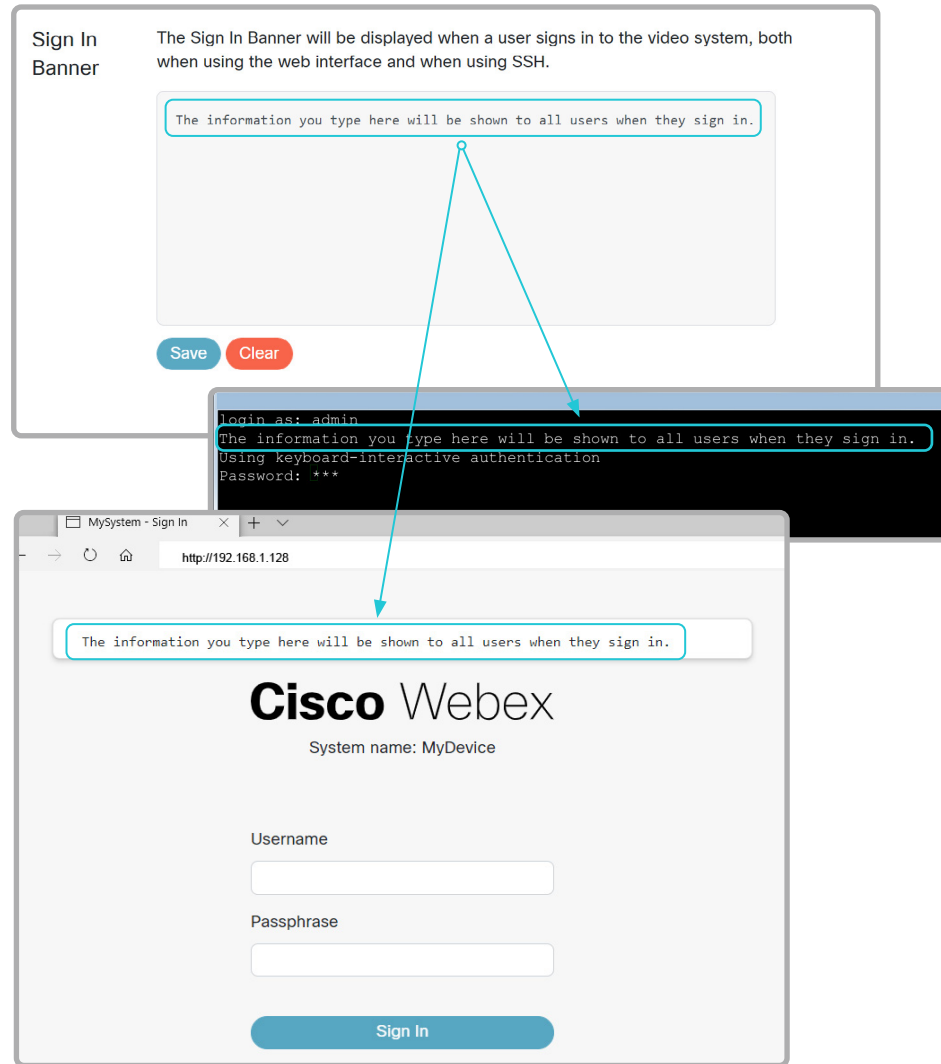 Sign In
Banner
The Sign In Banner will be displayed when a user signs in to the video system, both
when using the web interface and when using SSH.
The information you type here will be shown to all users when they sign in.
Save
Clear
login as: admin
The information you type here will be shown to all users when they sign in.
Using keyboard-interactive authentication
Password: ***
MySystem - Sign In
http://192.168.1.128
The information you type here will be shown to all users when they sign in.
Cisco Webex
System name: MyDevice
Username
Passphrase
Sign In